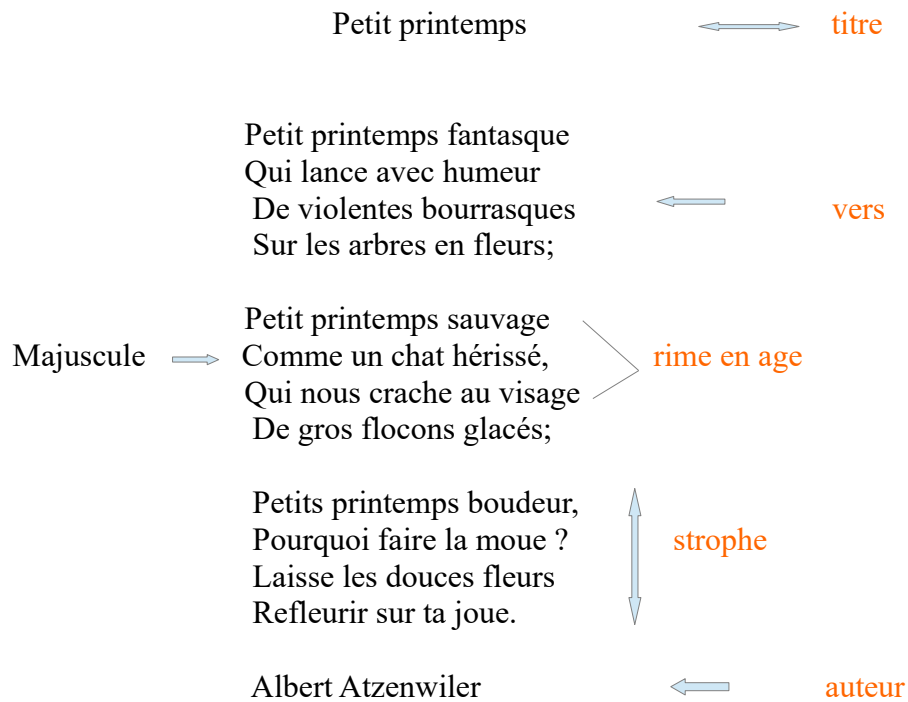 Petit printemps titre
Petit printemps fantasque
Qui lance avec humeur
De violentes bourrasques vers
Sur les arbres en fleurs;
Petit printemps sauvage
Majuscule Comme un chat hérissé, rime en age
Qui nous crache au visage
De gros flocons glacés;
Petits printemps boudeur,
Pourquoi faire la moue ? strophe
Laisse les douces fleurs
Refleurir sur ta joue.
Albert Atzenwiler auteur